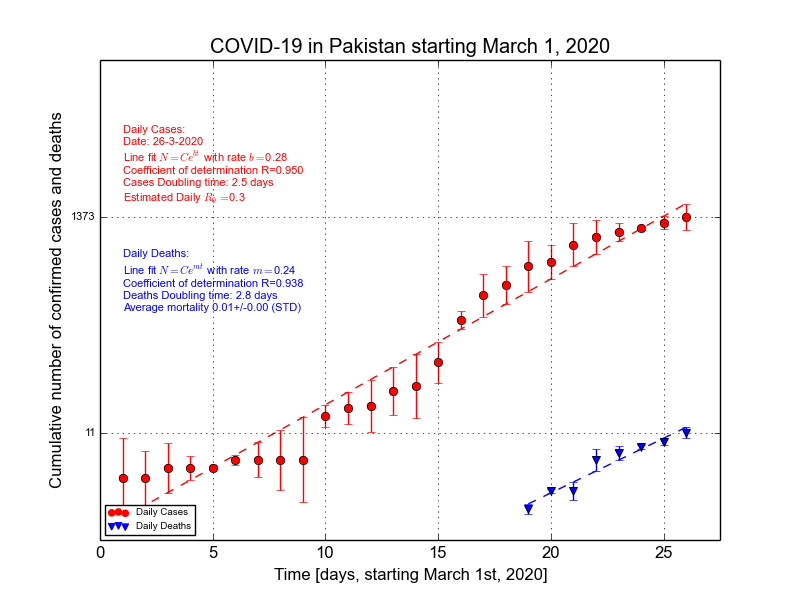 COVID-19 in Pakistan starting March 1, 2020
Cumulative number of confirmed cases and deaths
Daily Cases:
Date: 26-3-2020
Line fit N = Ce^{bt} with rate b =0.28
Coefficient of determination R=0.950
Cases Doubling time: 2.5 days
Estimated Daily R_0 =0.3
1373
Daily Deaths:
Line fit N = Ce^{mt} with rate m =0.24
Coefficient of determination R=0.938
Deaths Doubling time: 2.8 days
Average mortality 0.01+/-0.00 (STD)
11
Daily Cases
Daily Deaths
0 5 10 15 20 25
Time [days, starting March 1st, 2020]